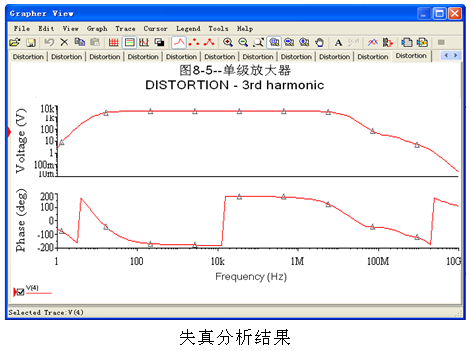 Grapher View
File Edit View Graph Trace Cursor Legend Tools Help
Distortion Distortion Distortion Distortion Distortion Distortion Distortion Distortion Distortion Distortion
图8-5--单级放大器
DISTORTION - 3rd harmonic
Voltage (V)
10k
1k
100
10
1
100m
10m
Phase (deg)
200
100
0
-100
-200
1 100 10k 1M 100M 10G
Frequency (Hz)
V(4)
Selected Trace:V(4)
失真分析结果